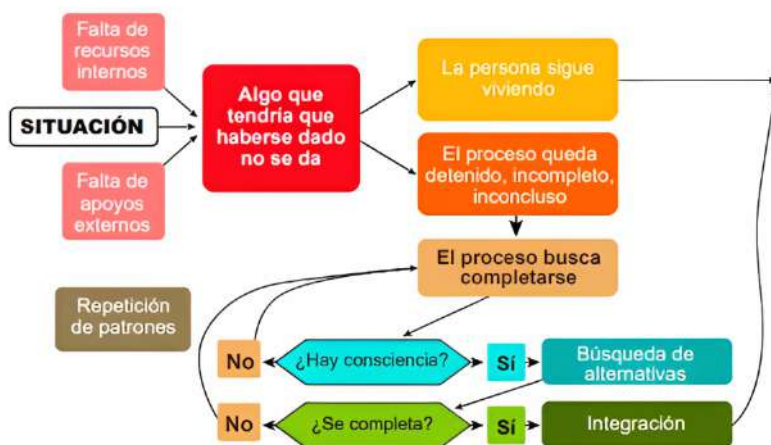 Falta de
recursos
internos
SITUACIÓN
Falta de
apoyos
externos
Algo que
tendría que
haberse dado
no se da
La persona sigue
viviendo
El proceso queda
detenido, incompleto,
inconcluso
El proceso busca
completarse
Repetición
de patrones
No
¿Hay consciencia?
Sí
Búsqueda de
alternativas
No
¿Se completa?
Sí
Integración